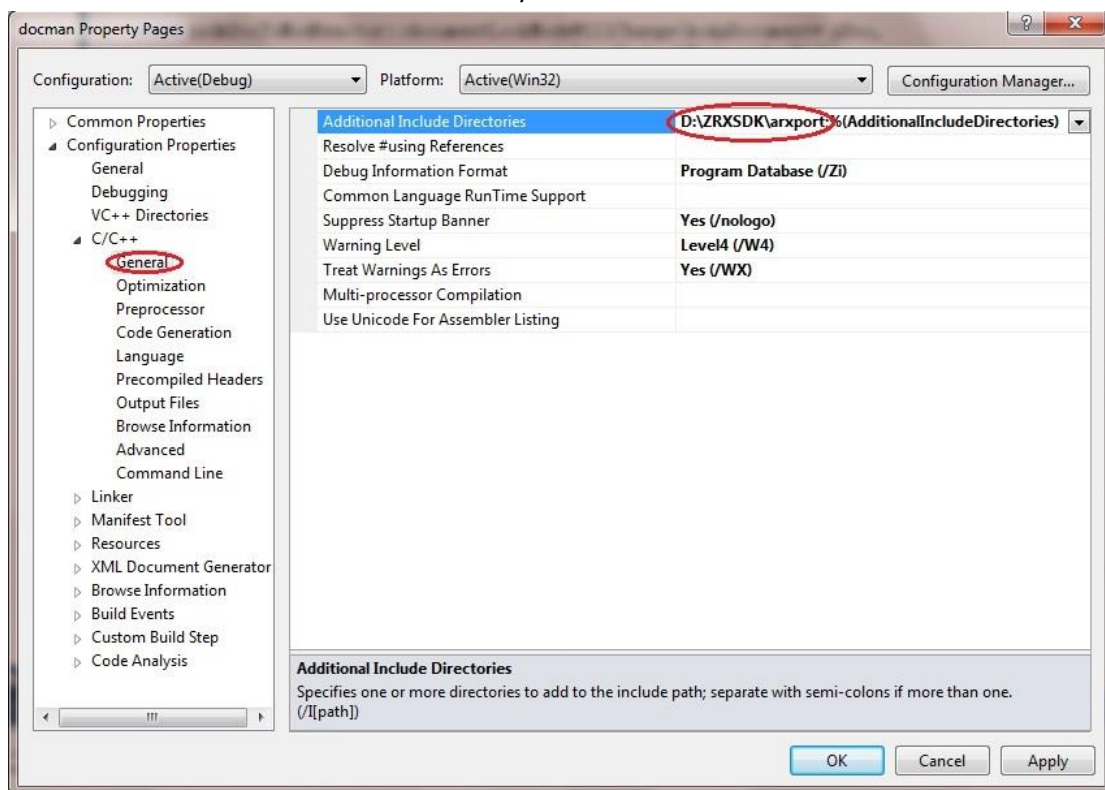 docman Property Pages
Configuration: Active(Debug) Platform: Active(Win32) Configuration Manager...
Common Properties
Configuration Properties
General
Debugging
VC++ Directories
C/C++
General
Optimization
Preprocessor
Code Generation
Language
Precompiled Headers
Output Files
Browse Information
Advanced
Command Line
Linker
Manifest Tool
Resources
XML Document Generator
Browse Information
Build Events
Custom Build Step
Code Analysis
Additional Include Directories D:\ZRXSDK\arxport;%(AdditionalIncludeDirectories)
Resolve #using References
Debug Information Format Program Database (/Zi)
Common Language RunTime Support
Suppress Startup Banner Yes (/nologo)
Warning Level Level4 (/W4)
Treat Warnings As Errors Yes (/WX)
Multi-processor Compilation
Use Unicode For Assembler Listing
Additional Include Directories
Specifies one or more directories to add to the include path; separate with semi-colons if more than one.
(/I[path])
OK Cancel Apply